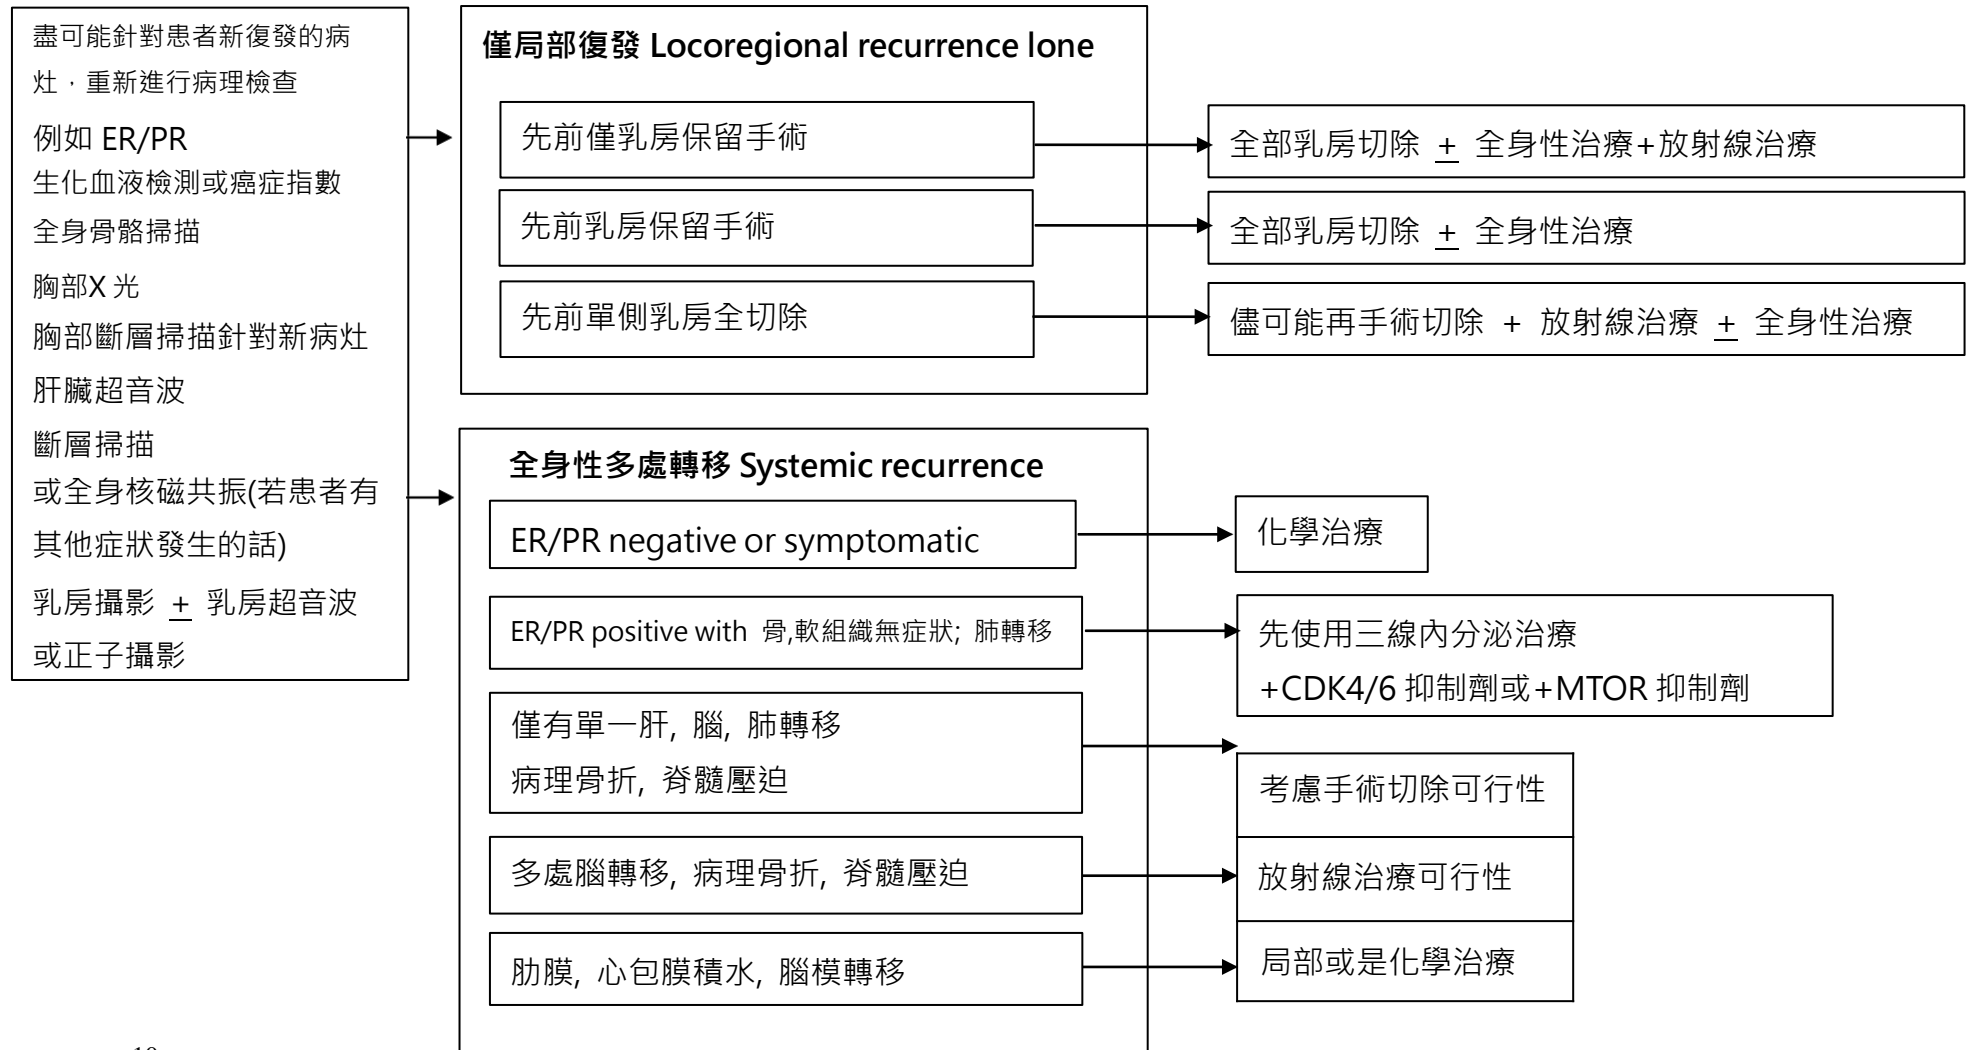 盡可能針對患者新復發的病
灶，重新進行病理檢查
例如 ER/PR
生化血液檢測或癌症指數
全身骨骼掃描
胸部X 光
胸部斷層掃描針對新病灶
肝臟超音波
斷層掃描
或全身核磁共振(若患者有
其他症狀發生的話)
乳房攝影 + 乳房超音波
或正子攝影
僅局部復發 Locoregional recurrence lone
先前僅乳房保留手術
全部乳房切除 + 全身性治療+放射線治療
先前乳房保留手術
全部乳房切除 + 全身性治療
先前單側乳房全切除
儘可能再手術切除 + 放射線治療 + 全身性治療
全身性多處轉移 Systemic recurrence
ER/PR negative or symptomatic
化學治療
ER/PR positive with 骨,軟組織無症狀; 肺轉移
先使用三線內分泌治療
+CDK4/6 抑制劑或+MTOR 抑制劑
僅有單一肝, 腦, 肺轉移
病理骨折, 脊髓壓迫
考慮手術切除可行性
多處腦轉移, 病理骨折, 脊髓壓迫
放射線治療可行性
肋膜, 心包膜積水, 腦模轉移
局部或是化學治療